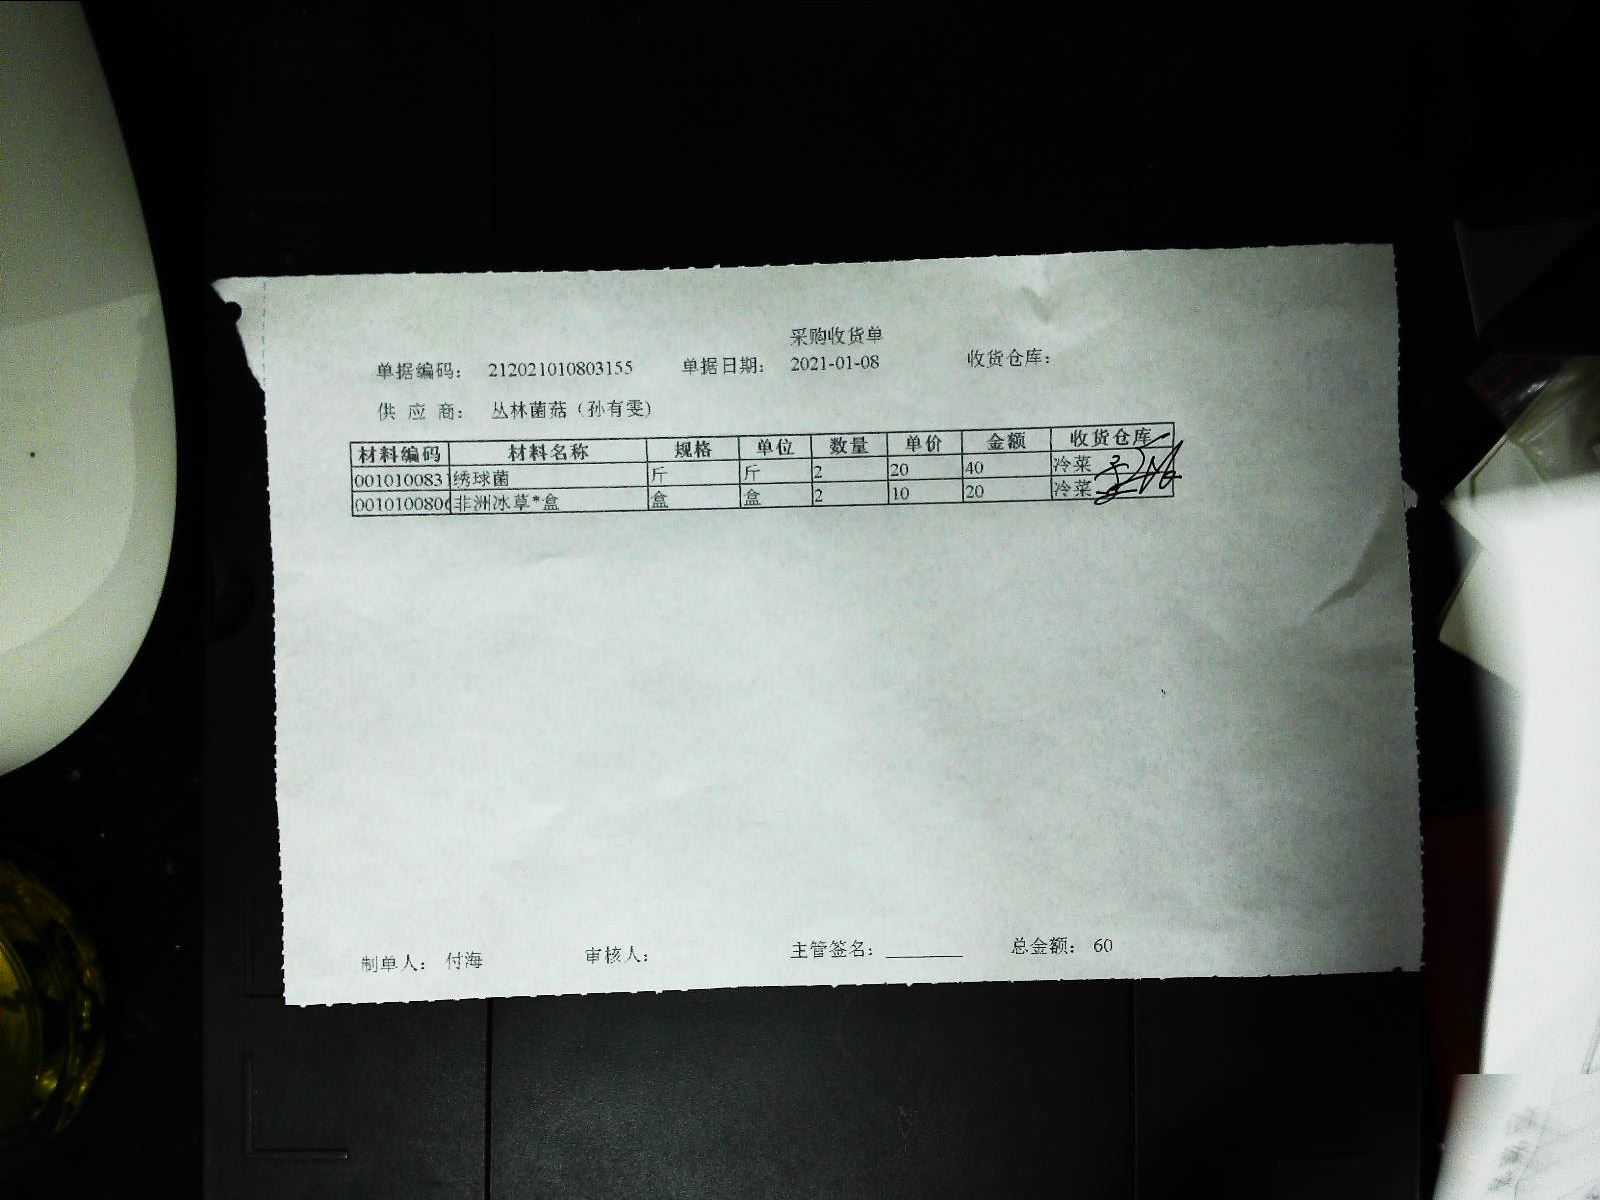 采购收货单
单据编码： 212021010803155 单据日期： 2021-01-08 收货仓库：
供 应 商： 丛林菌菇（孙有雯)
材料编码 材料名称 规格 单位 数量 单价 金额 收货仓库
001010083 绣球菌 斤 斤 2 20 40 冷菜
001010080 非洲冰草*盒 盒 盒 2 10 20 冷菜
制单人： 付海 审核人： 主管签名： 总金额： 60